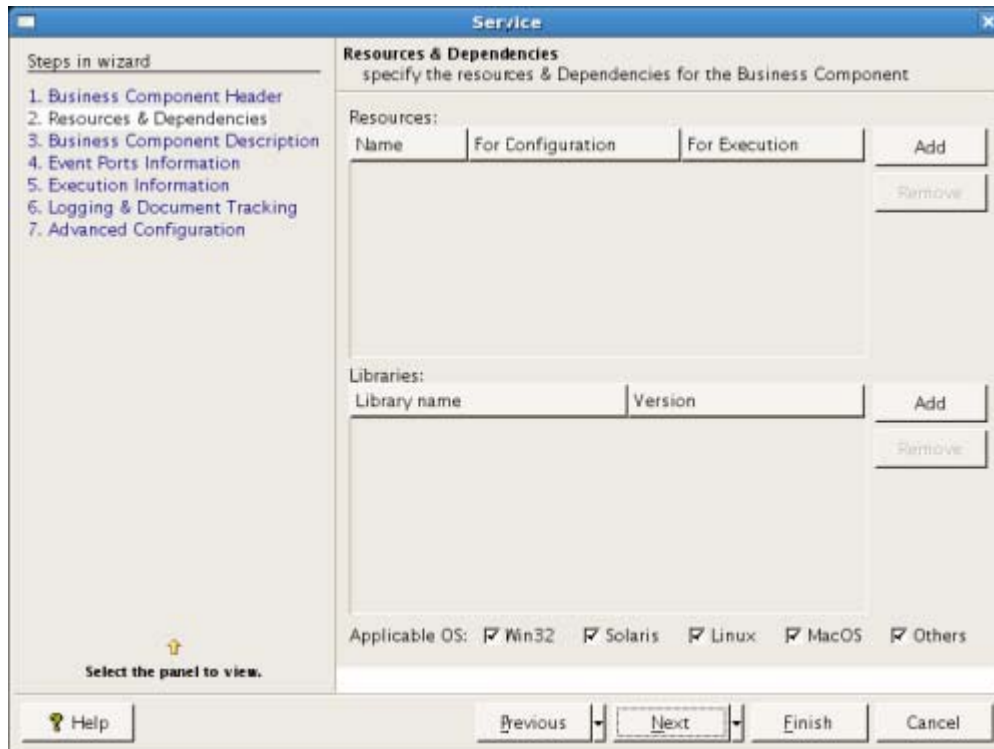 Service
Steps in wizard
1. Business Component Header
2. Resources & Dependencies
3. Business Component Description
4. Event Ports Information
5. Execution Information
6. Logging & Document Tracking
7. Advanced Configuration
Select the panel to view.
Resources & Dependencies
specify the resources & Dependencies for the Business Component
Resources:
Name For Configuration For Execution
Add
Remove
Libraries:
Library name Version
Add
Remove
Applicable OS: Win32 Solaris Linux MacOS Others
Help Previous Next Finish Cancel